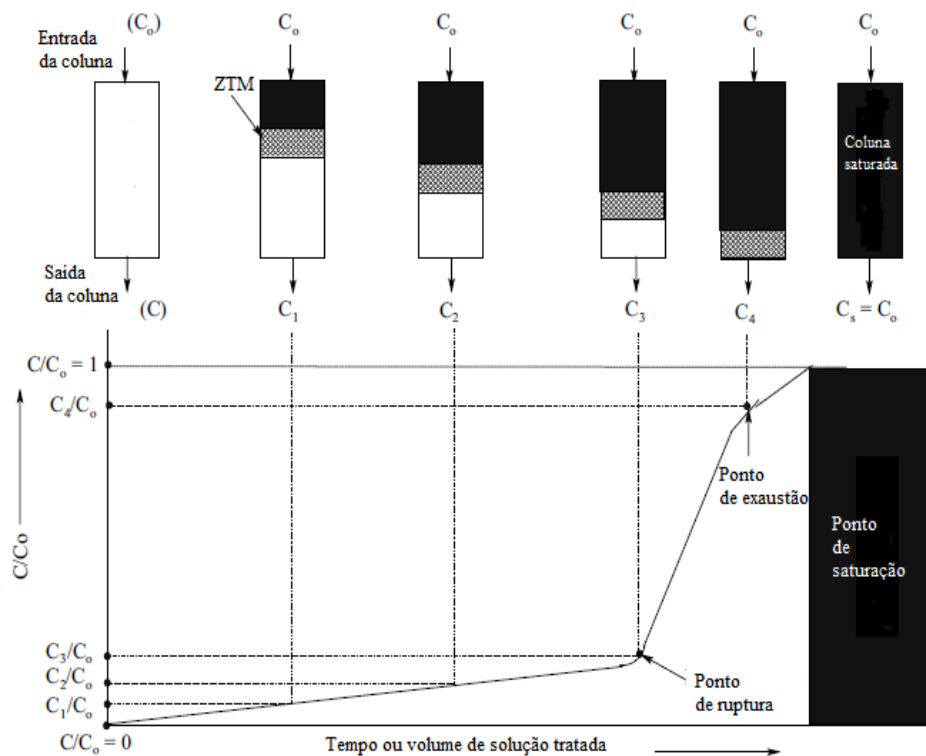 (Co)
Co
Co
Co
Co
Co
Entrada
da coluna
ZTM
Coluna
saturada
Saída
da coluna
(C)
C1
C2
C3
C4
Cs = Co
C/Co = 1
C4/Co
Ponto
de exaustão
Ponto
de
saturação
C/Co
C3/Co
C2/Co
C1/Co
Ponto
de ruptura
C/Co = 0
Tempo ou volume de solução tratada